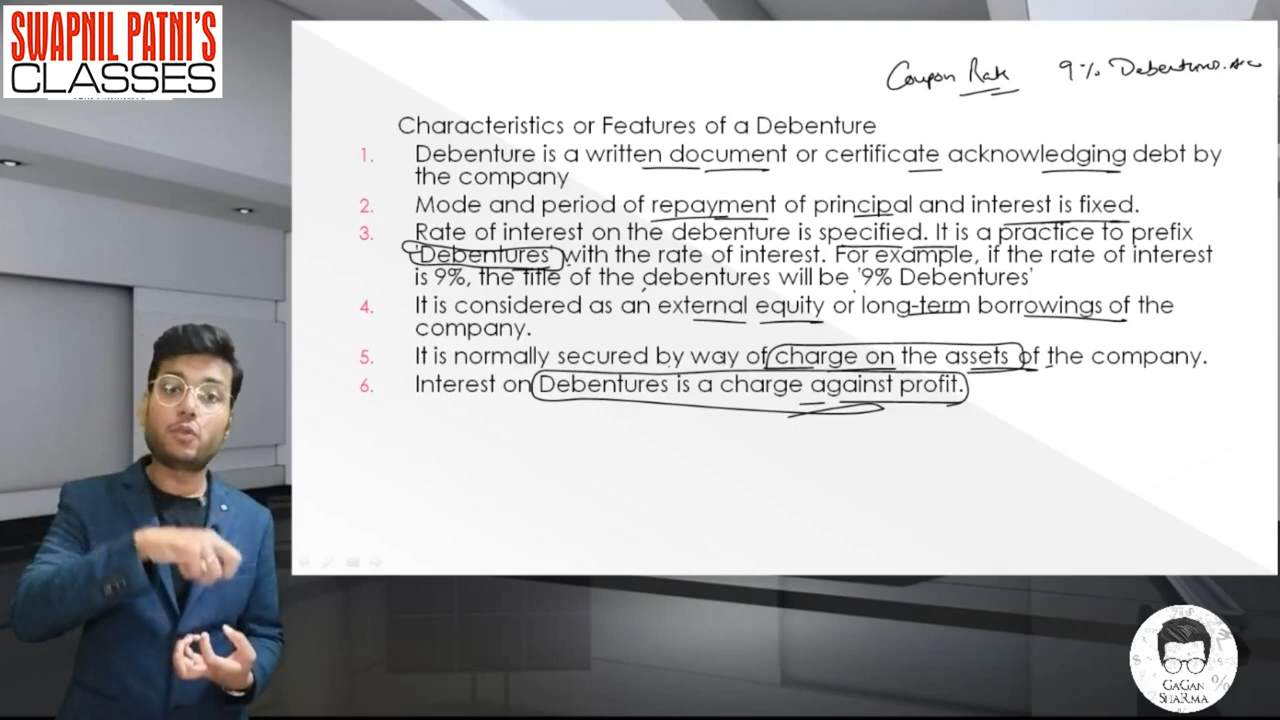 SWAPNIL PATNI'S
CLASSES
Coupon Rate 9% Debentures A/c
Characteristics or Features of a Debenture
1. Debenture is a written document or certificate acknowledging debt by
the company
2. Mode and period of repayment of principal and interest is fixed.
3. Rate of interest on the debenture is specified. It is a practice to prefix
'Debentures' with the rate of interest. For example, if the rate of interest
is 9%, the title of the debentures will be '9% Debentures'
4. It is considered as an external equity or long-term borrowings of the
company.
5. It is normally secured by way of charge on the assets of the company.
6. Interest on Debentures is a charge against profit.
GAGAN
SHARMA